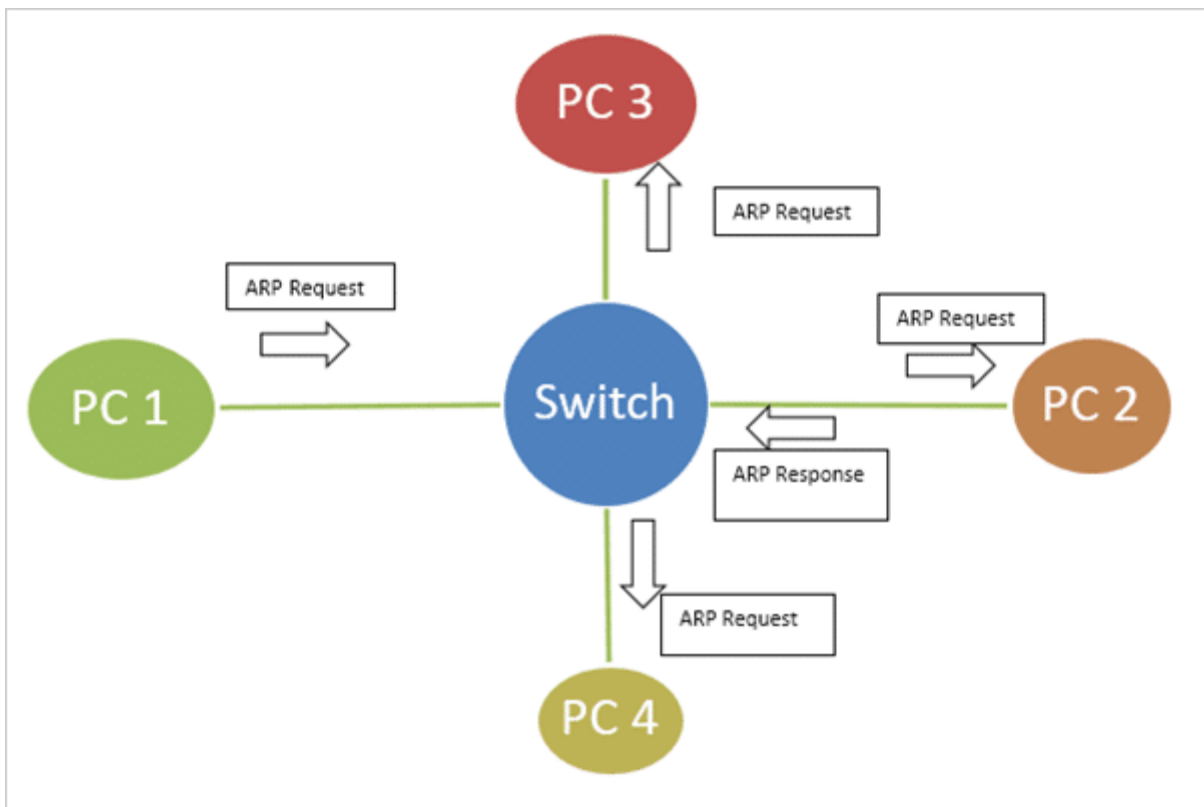 PC 3
ARP Request
ARP Request
ARP Request
PC 1
Switch
PC 2
ARP Response
ARP Request
PC 4